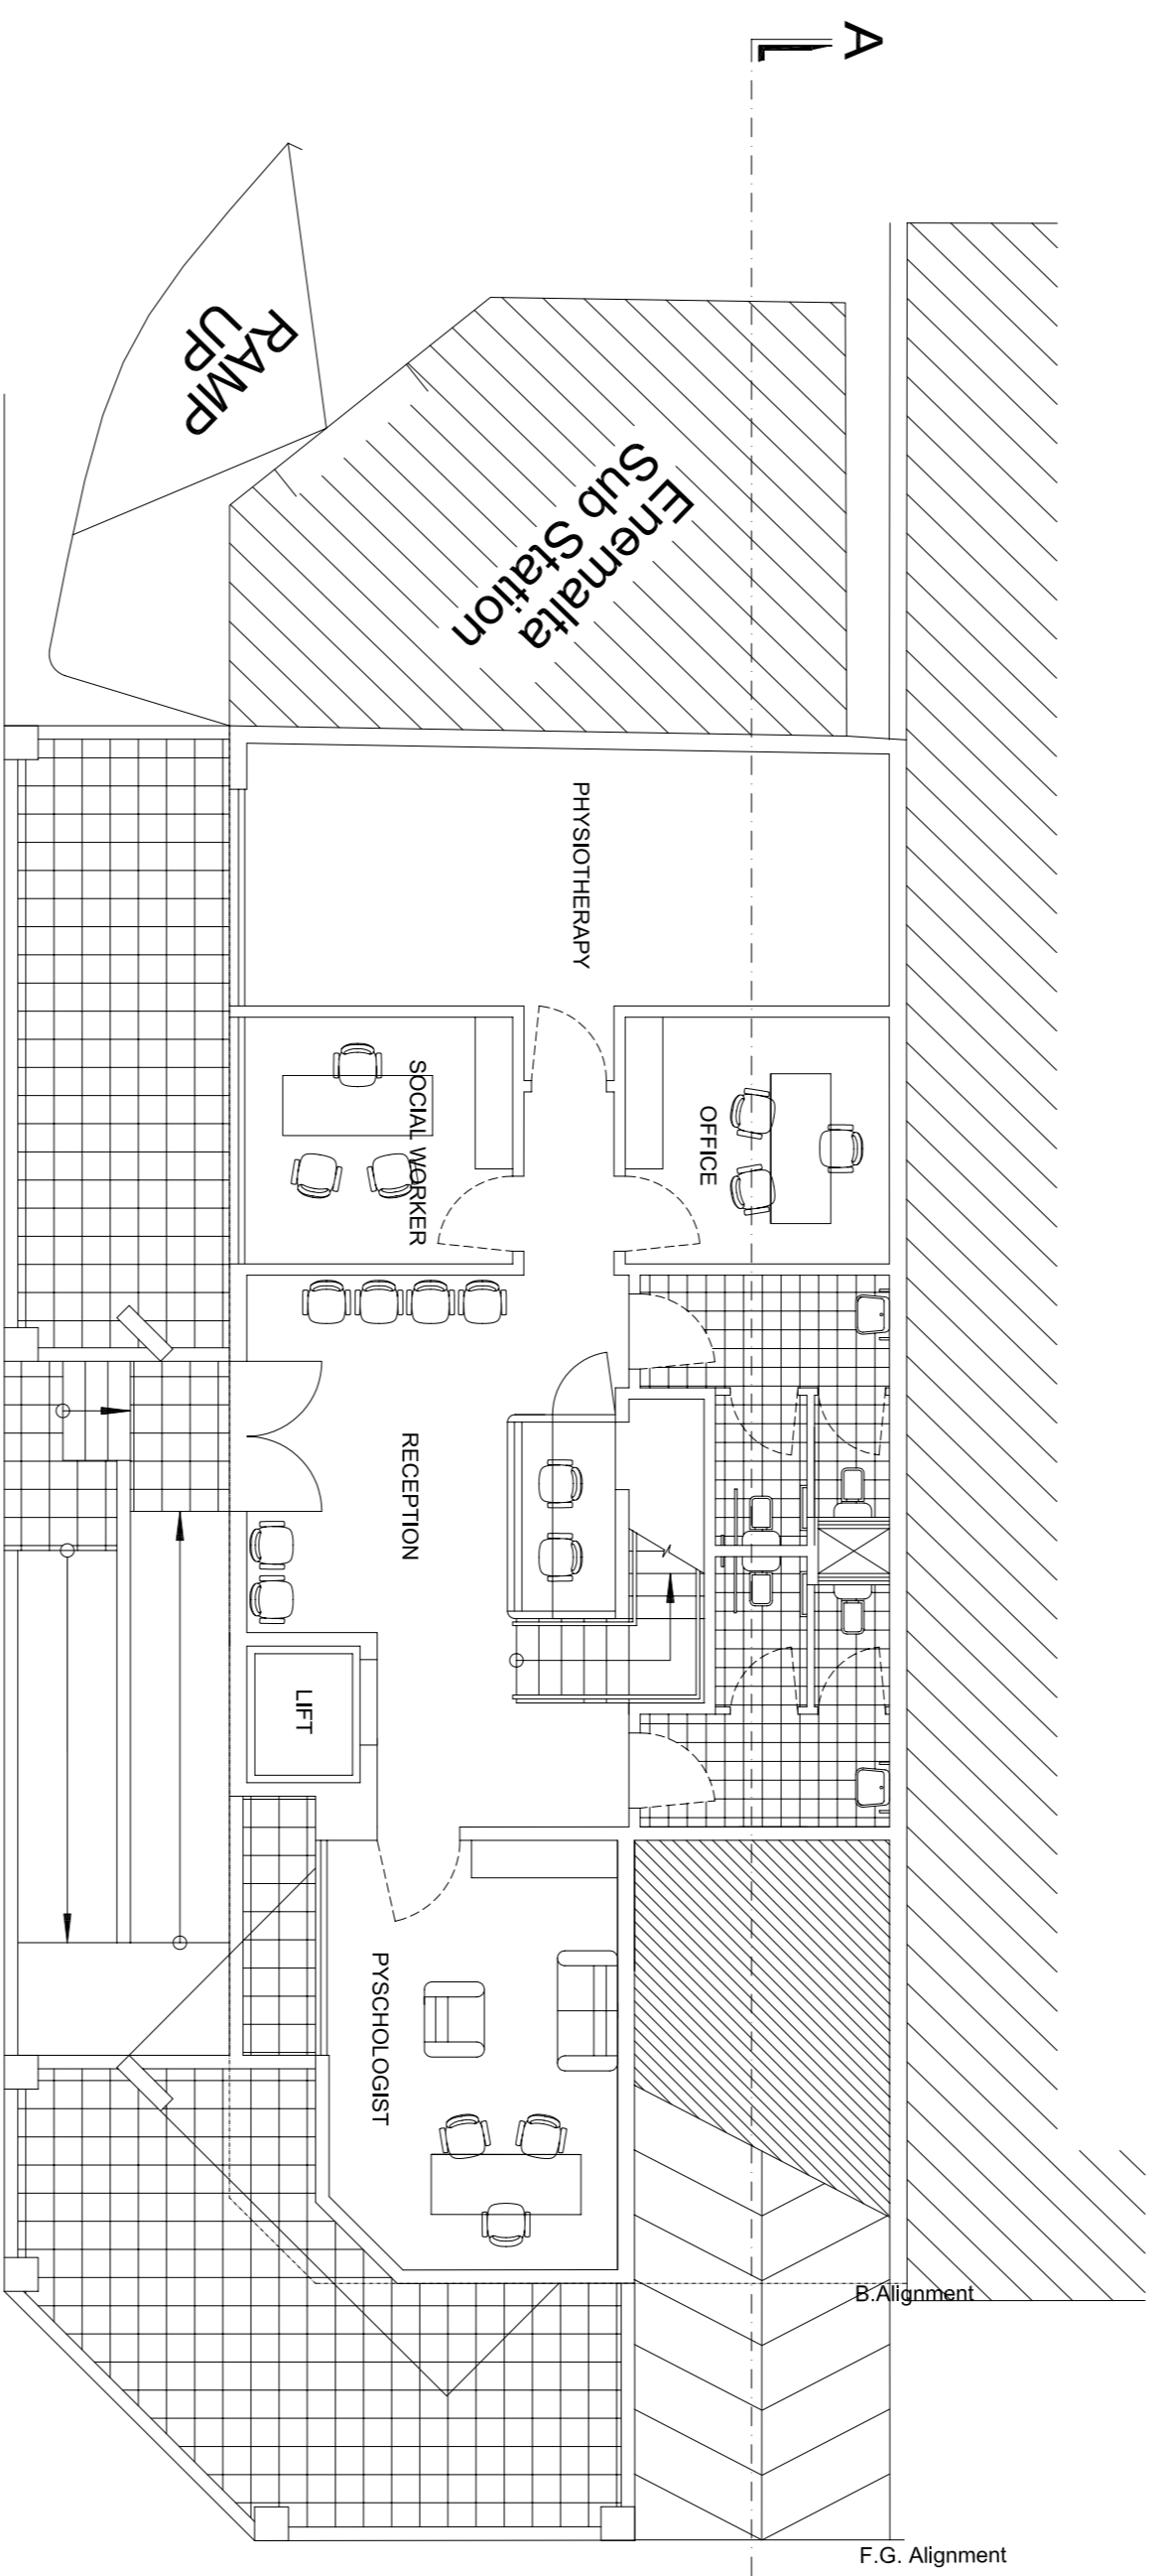 A
RAMP
UP
Enemalta
Sub Station
PHYSIOTHERAPY
SOCIAL WORKER
OFFICE
RECEPTION
LIFT
PYSCHOLOGIST
B.Alignment
F.G. Alignment